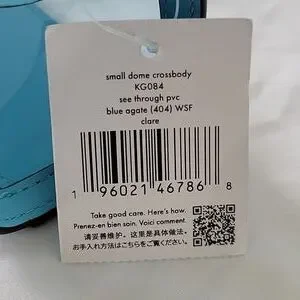 small dome crossbody
KG084
see through pvc
blue agate (404) WSF
clare
1 96021 46786 8
Take good care. Here's how.
Prenez-en bien soin. Voici comment.
请妥善维护。以下是具体做法。
お手入れ方法はこちらをご覧ください。